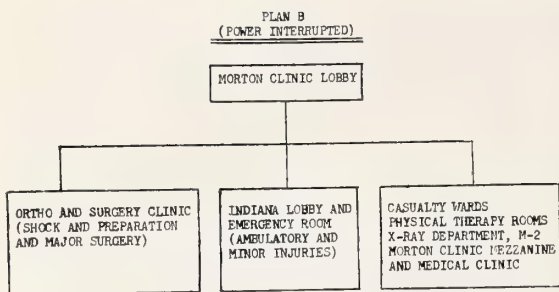 PLAN B
(POWER INTERRUPTED)
MORTON CLINIC LOBBY
ORTHO AND SURGERY CLINIC
(SHOCK AND PREPARATION
AND MAJOR SURGERY)
INDIANA LOBBY AND
EMERGENCY ROOM
(AMBULATORY AND
MINOR INJURIES)
CASUALTY WARDS
PHYSICAL THERAPY ROOMS
X-RAY DEPARTMENT, M-2
MORTON CLINIC MEZZANINE
AND MEDICAL CLINIC